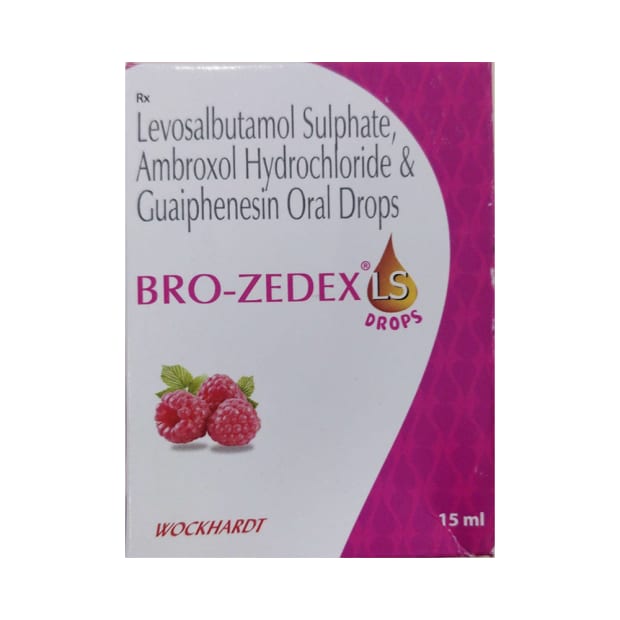 Rx
Levosalbutamol Sulphate,
Ambroxol Hydrochloride &
Guaiphenesin Oral Drops
BRO-ZEDEX® LS
DROPS
WOCKHARDT
15 ml